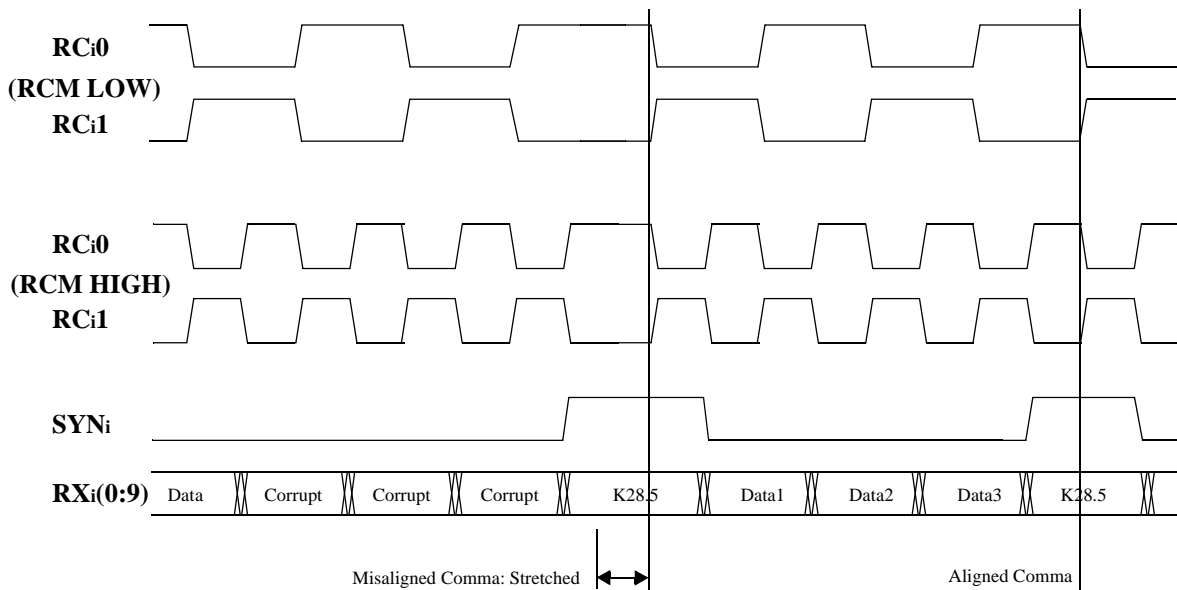 RCi0
(RCM LOW)
RCi1
RCi0
(RCM HIGH)
RCi1
SYNi
RXi(0:9) Data Corrupt Corrupt Corrupt K28.5 Data1 Data2 Data3 K28.5
Misaligned Comma: Stretched Aligned Comma